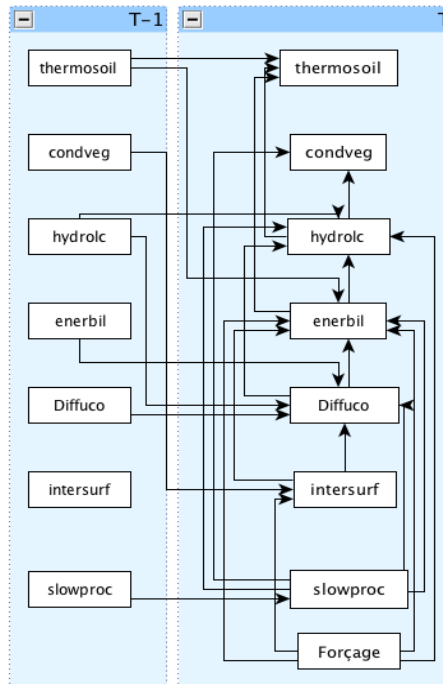 T-1
T
thermosoil
thermosoil
condveg
condveg
hydrolc
hydrolc
enerbil
enerbil
Diffuco
Diffuco
intersurf
intersurf
slowproc
slowproc
Forçage